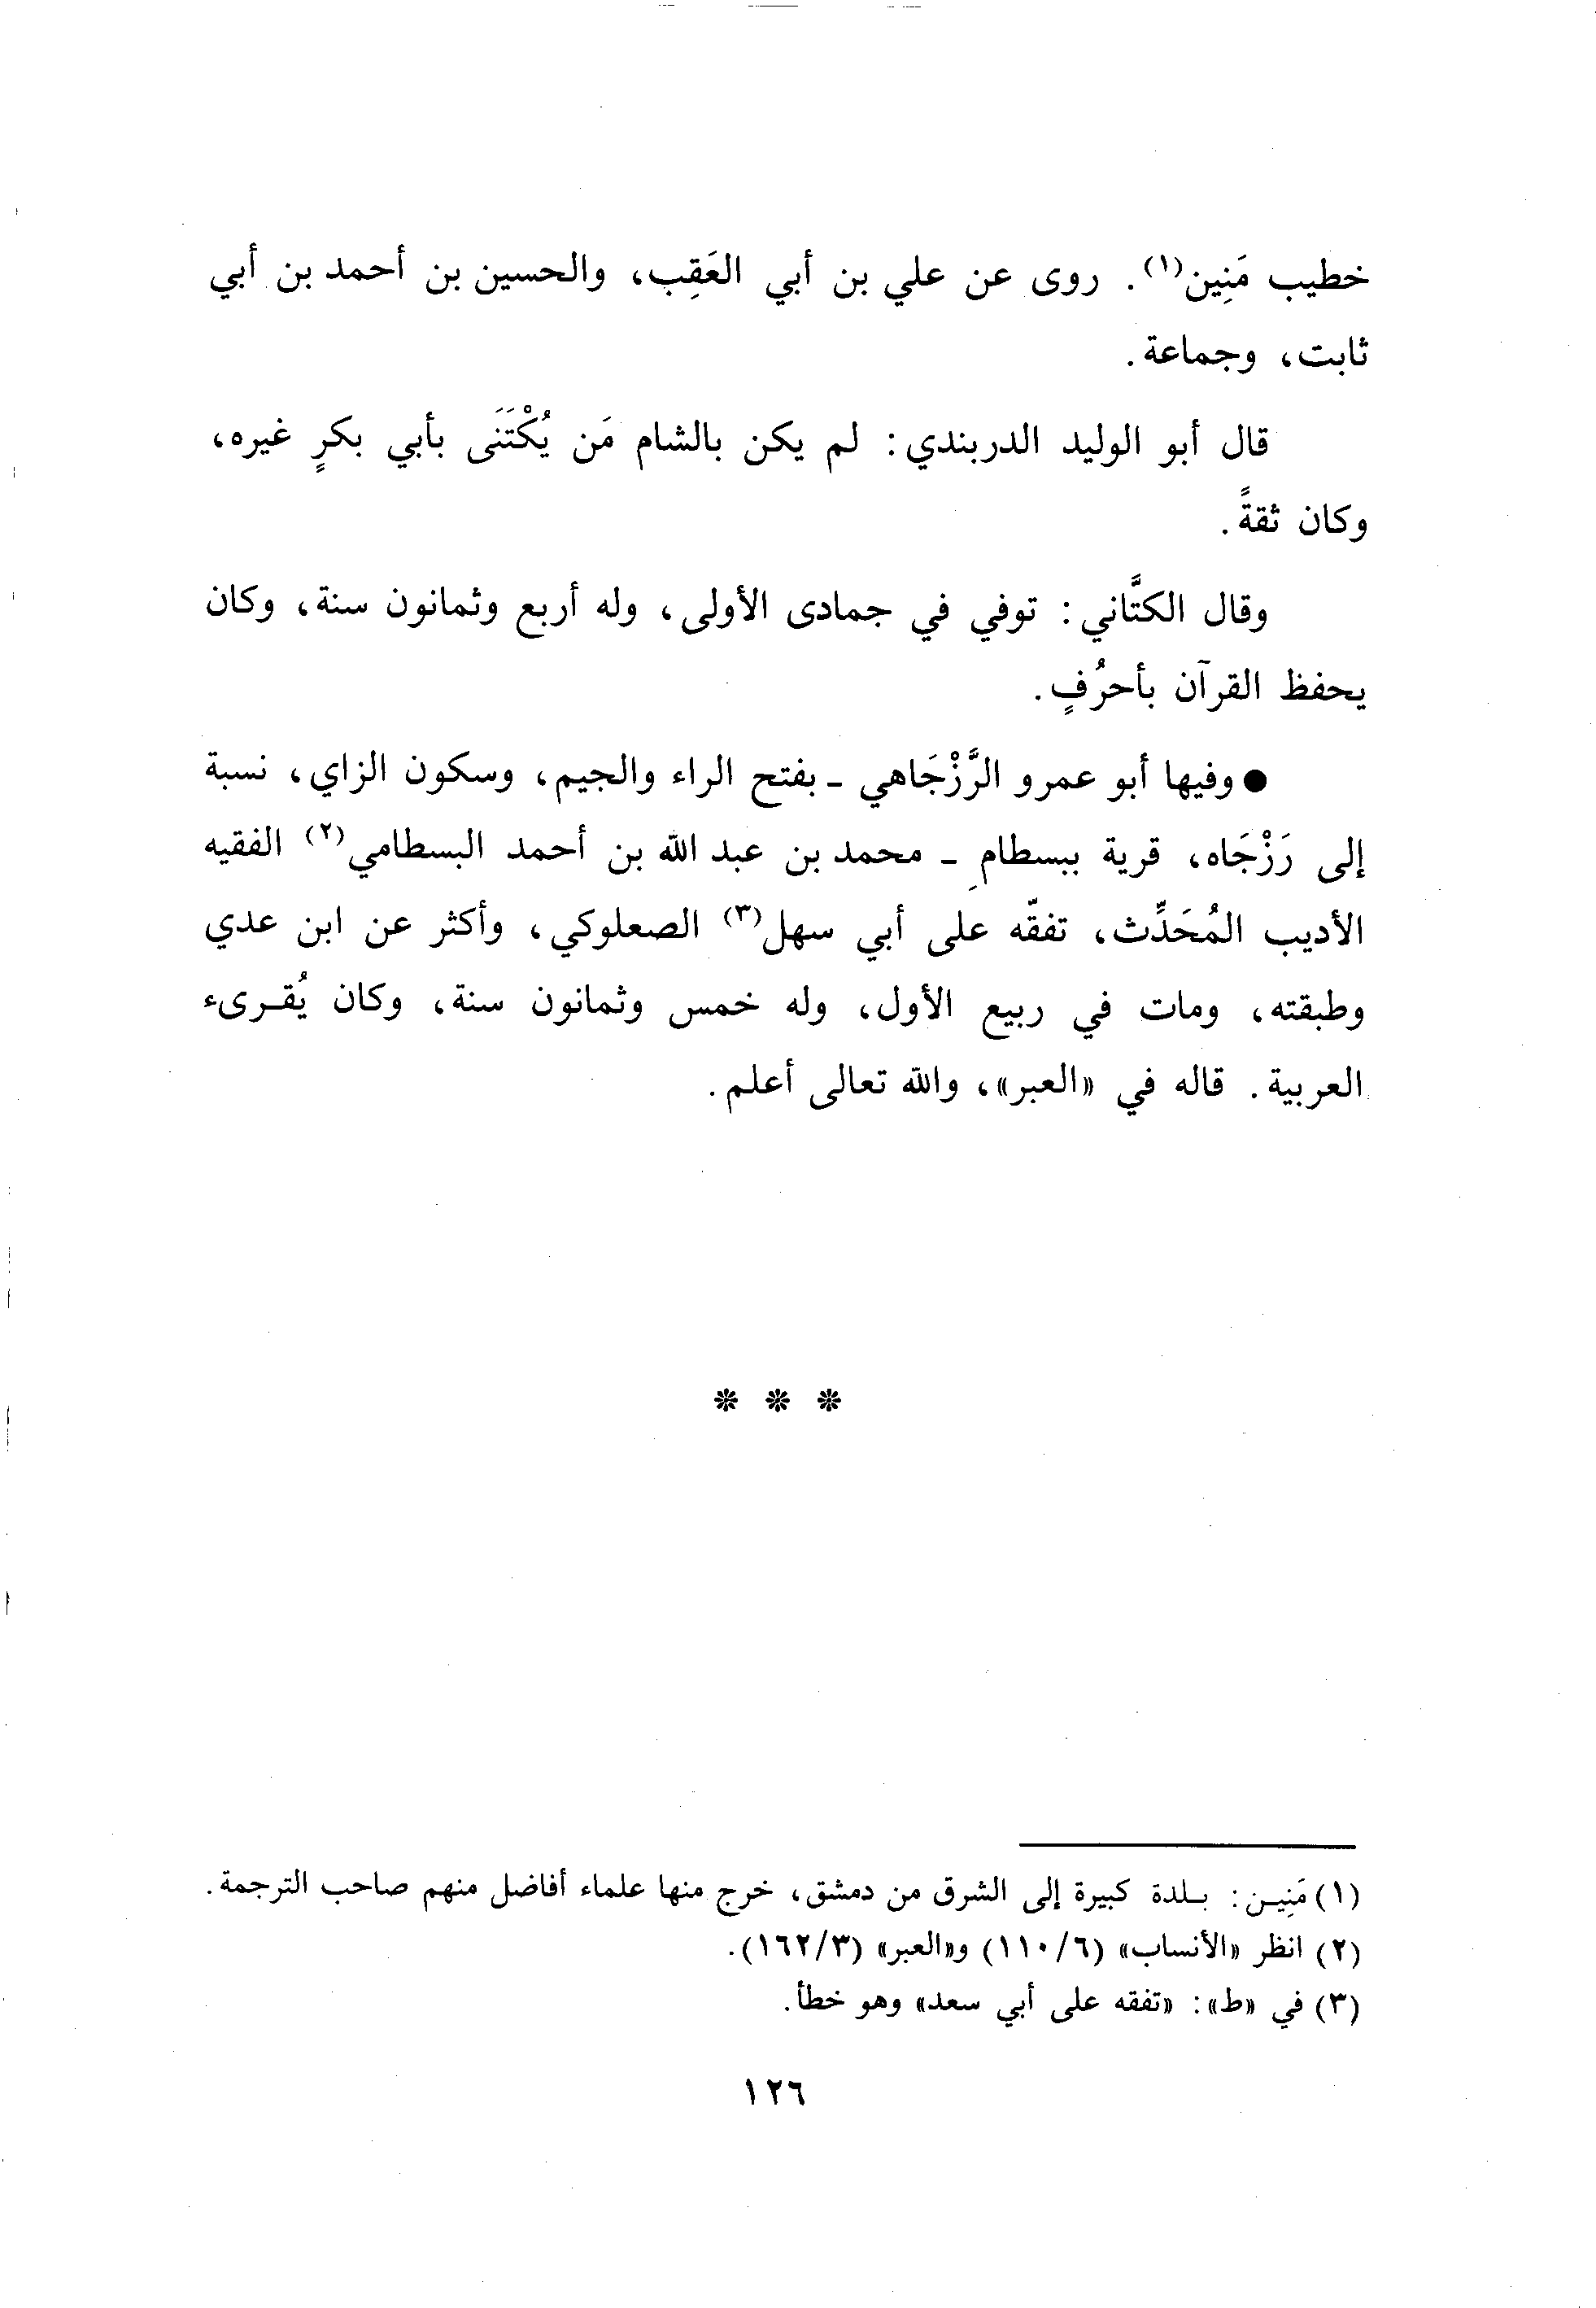 خطيب مَنِين(١). روى عن علي بن أبي العَقِب، والحسين بن أحمد بن أبي
ثابت، وجماعة.
قال أبو الوليد الدربندي: لم يكن بالشام مَن يُكْتَنَى بأبي بكرٍ غيره،
وكان ثقةً.
وقال الكتَّاني: توفي في جمادى الأولى، وله أربع وثمانون سنة، وكان
يحفظ القرآن بأحرُفٍ.
● وفيها أبو عمرو الرَّزْجَاهي ـ بفتح الراء والجيم، وسكون الزاي، نسبة
إلى رَزْجَاه، قرية ببسطام ـ محمد بن عبد الله بن أحمد البسطامي(٢) الفقيه
الأديب المُحَدِّث، تفقّه على أبي سهل(٣) الصعلوكي، وأكثر عن ابن عدي
وطبقته، ومات في ربيع الأول، وله خمس وثمانون سنة، وكان يُقـرىء
العربية. قاله في «العبر»، والله تعالى أعلم.
* * *
(١) مَنِيـن: بـلدة كبيرة إلى الشرق من دمشق، خرج منها علماء أفاضل منهم صاحب الترجمة.
(٢) انظر «الأنساب» (٦/١١٠) و«العبر» (٣/١٦٢).
(٣) في «ط»: «تفقه على أبي سعد» وهو خطأ.
١٢٦